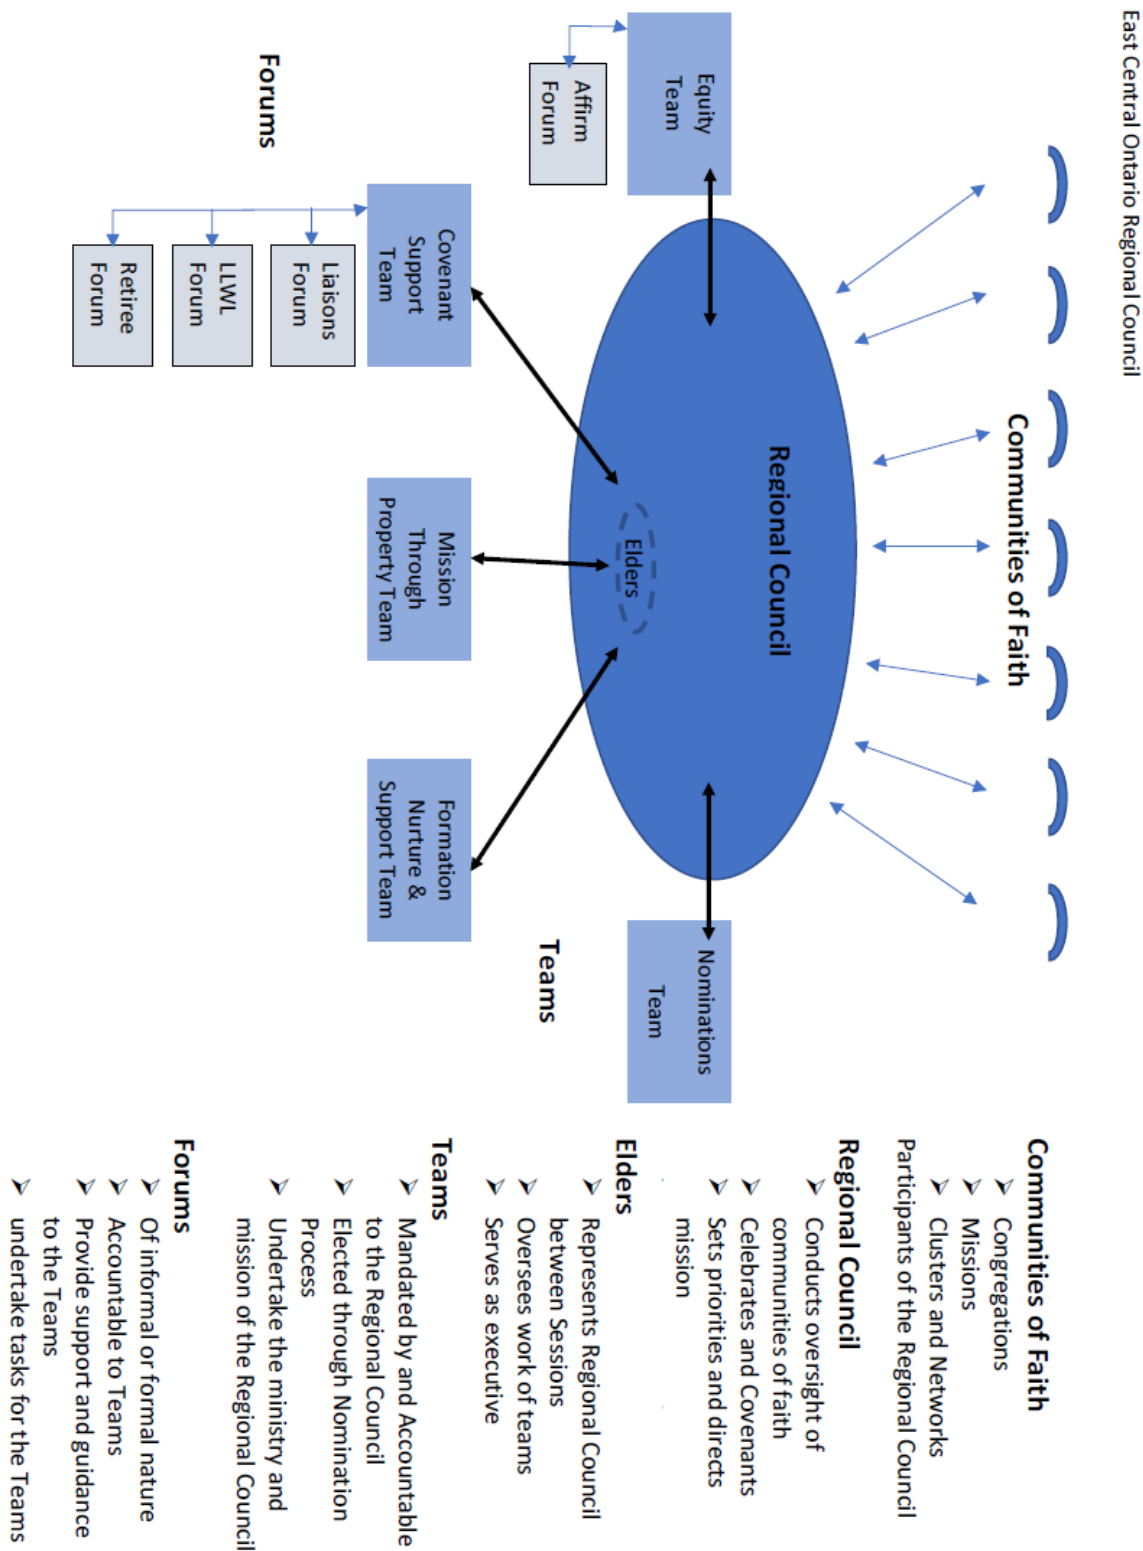 East Central Ontario Regional Council
Communities of Faith
Regional Council
Elders
Equity
Team
Affirm
Forum
Nominations
Team
Teams
Covenant
Support
Team
Mission
Through
Property Team
Formation
Nurture &
Support Team
Forums
Liaisons
Forum
LLWL
Forum
Retiree
Forum
Communities of Faith
➢ Congregations
➢ Missions
➢ Clusters and Networks
Participants of the Regional Council
Regional Council
➢ Conducts oversight of
communities of faith
➢ Celebrates and Covenants
➢ Sets priorities and directs
mission
Elders
➢ Represents Regional Council
between Sessions
➢ Oversees work of teams
➢ Serves as executive
Teams
➢ Mandated by and Accountable
to the Regional Council
➢ Elected through Nomination
Process
➢ Undertake the ministry and
mission of the Regional Council
Forums
➢ Of informal or formal nature
➢ Accountable to Teams
➢ Provide support and guidance
to the Teams
➢ undertake tasks for the Teams